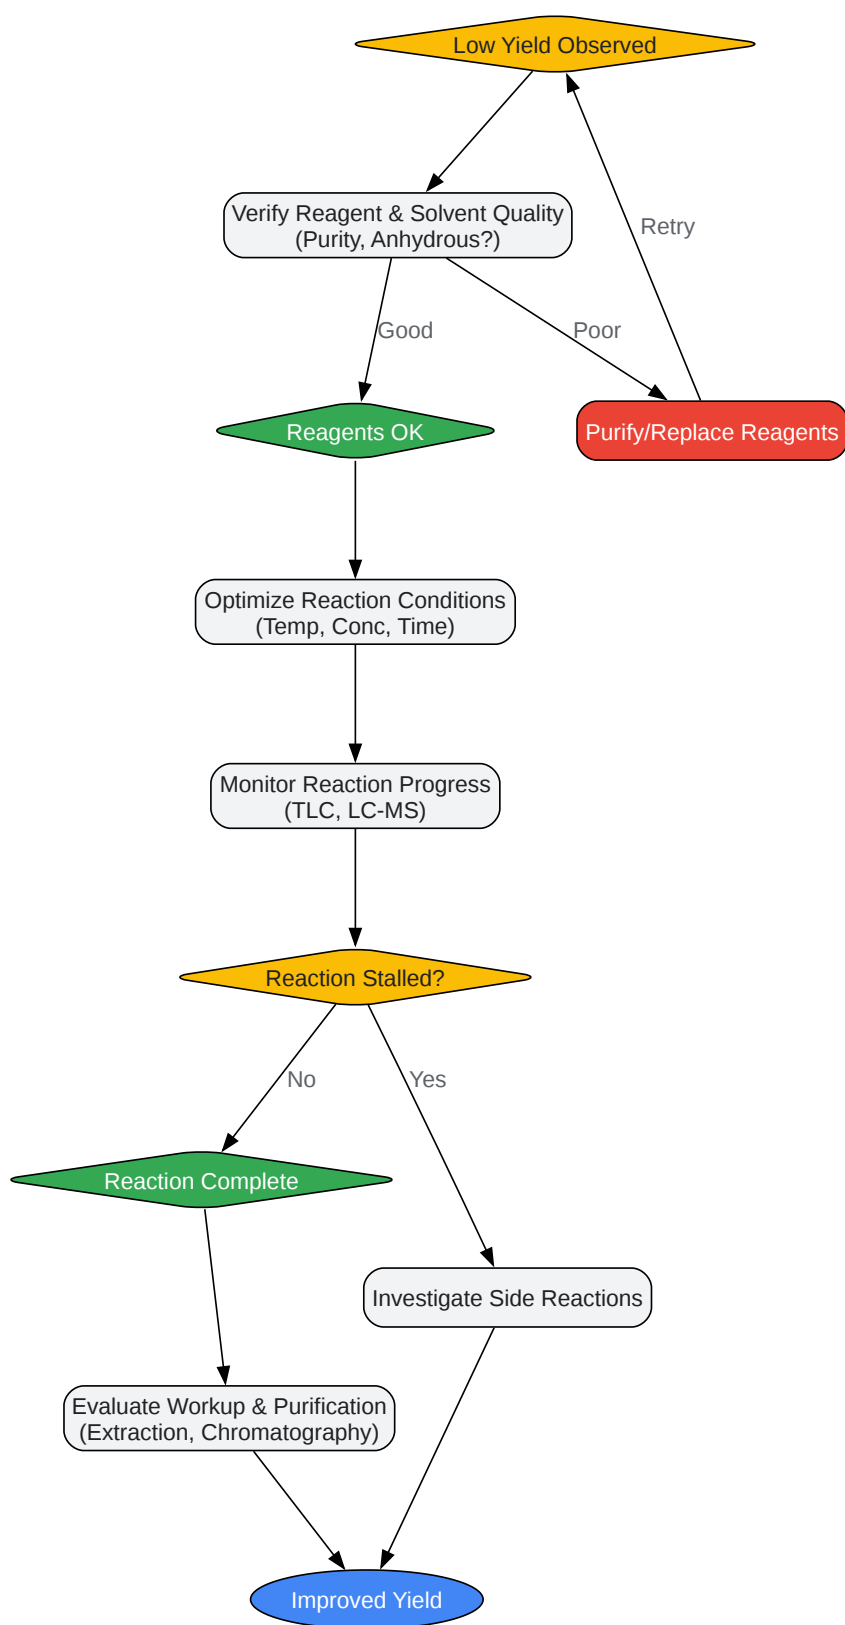 Low Yield Observed
Verify Reagent & Solvent Quality
(Purity, Anhydrous?)
Retry
Good
Poor
Reagents OK
Purify/Replace Reagents
Optimize Reaction Conditions
(Temp, Conc, Time)
Monitor Reaction Progress
(TLC, LC-MS)
Reaction Stalled?
No
Yes
Reaction Complete
Investigate Side Reactions
Evaluate Workup & Purification
(Extraction, Chromatography)
Improved Yield